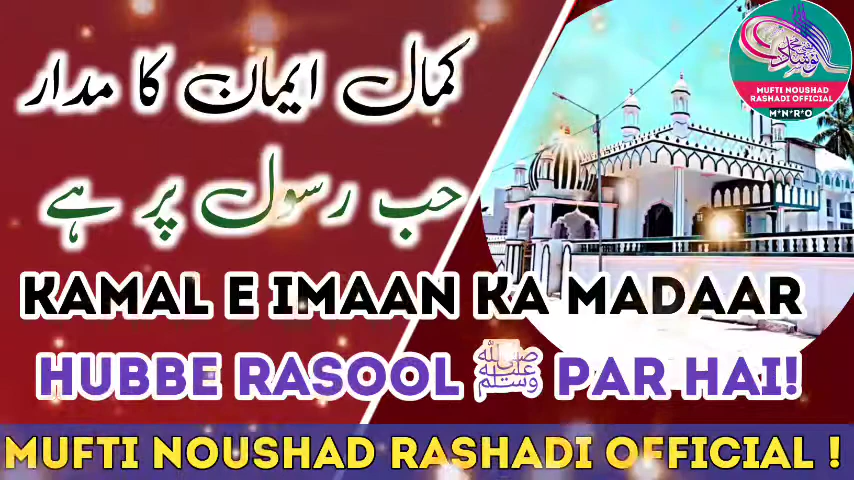 کمال ایمان کا مدار
حب رسول پر ہے
KAMAL E IMAAN KA MADAAR
HUBBE RASOOL ﷺ PAR HAI!
MUFTI NOUSHAD RASHADI OFFICIAL !
MUFTI NOUSHAD
RASHADI OFFICIAL
M*N*R*O